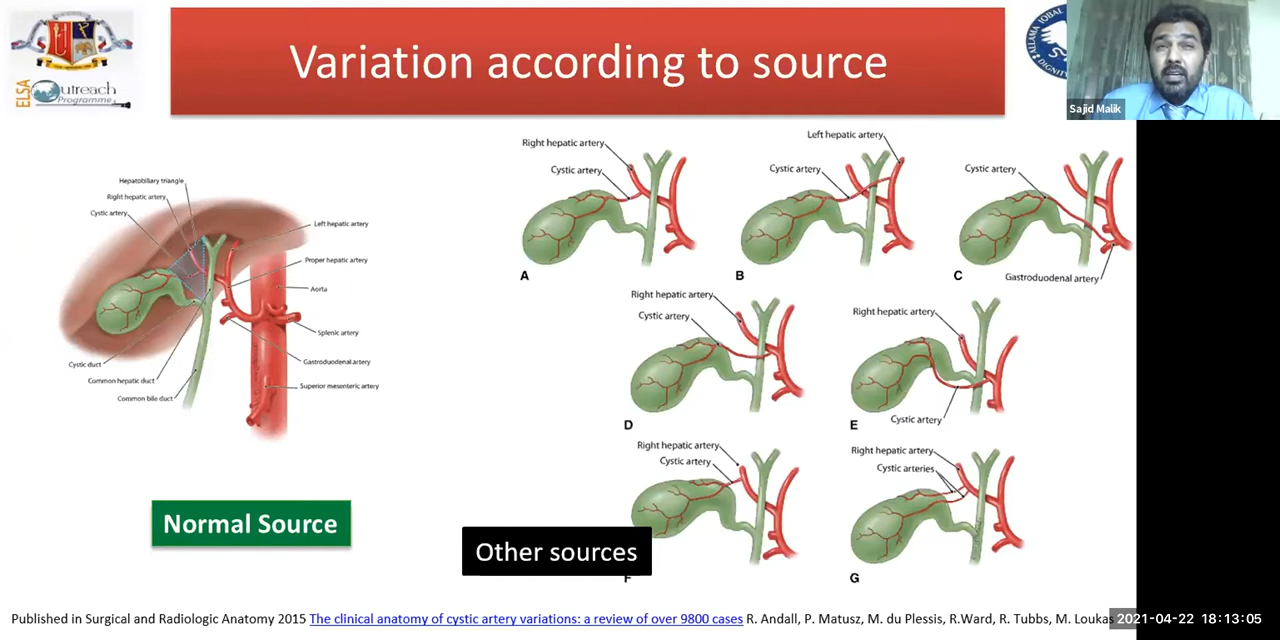 Variation according to source
ELSA
Outreach
Programme
ALLAMA IQBAL
DIGNITY
Sajid Malik
Hepatobiliary triangle
Right hepatic artery
Cystic artery
Left hepatic artery
Proper hepatic artery
Aorta
Splenic artery
Gastroduodenal artery
Superior mesenteric artery
Cystic duct
Common hepatic duct
Common bile duct
Normal Source
Right hepatic artery
Cystic artery
A
Left hepatic artery
Cystic artery
B
Cystic artery
Gastroduodenal artery
C
Right hepatic artery
Cystic artery
D
Right hepatic artery
Cystic artery
E
Right hepatic artery
Cystic artery
F
Right hepatic artery
Cystic arteries
G
Other sources
Published in Surgical and Radiologic Anatomy 2015 The clinical anatomy of cystic artery variations: a review of over 9800 cases R. Andall, P. Matusz, M. du Plessis, R.Ward, R. Tubbs, M. Loukas
2021-04-22 18:13:05